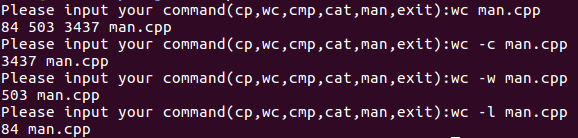 Please input your command(cp,wc,cmp,cat,man,exit):wc man.cpp
84 503 3437 man.cpp
Please input your command(cp,wc,cmp,cat,man,exit):wc -c man.cpp
3437 man.cpp
Please input your command(cp,wc,cmp,cat,man,exit):wc -w man.cpp
503 man.cpp
Please input your command(cp,wc,cmp,cat,man,exit):wc -l man.cpp
84 man.cpp